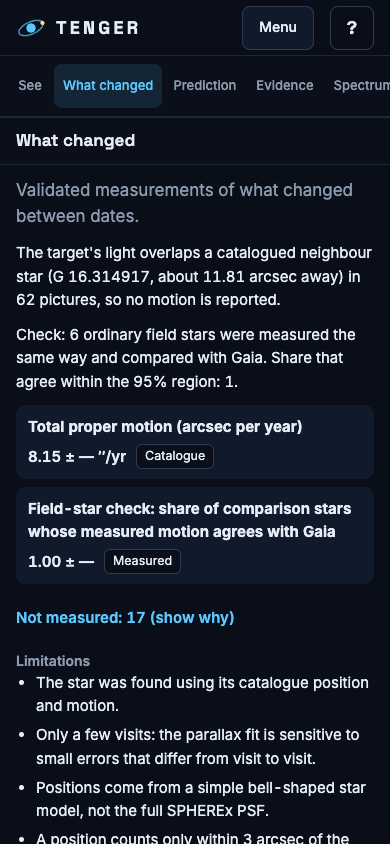 TENGER
Menu
?
See
What changed
Prediction
Evidence
Spectrum
What changed
Validated measurements of what changed
between dates.
The target's light overlaps a catalogued neighbour
star (G 16.314917, about 11.81 arcsec away) in
62 pictures, so no motion is reported.
Check: 6 ordinary field stars were measured the
same way and compared with Gaia. Share that
agree within the 95% region: 1.
Total proper motion (arcsec per year)
8.15 ± — ″/yr Catalogue
Field-star check: share of comparison stars
whose measured motion agrees with Gaia
1.00 ± — Measured
Not measured: 17 (show why)
Limitations
• The star was found using its catalogue position
and motion.
• Only a few visits: the parallax fit is sensitive to
small errors that differ from visit to visit.
• Positions come from a simple bell-shaped star
model, not the full SPHEREx PSF.
• A position counts only within 3 arcsec of the